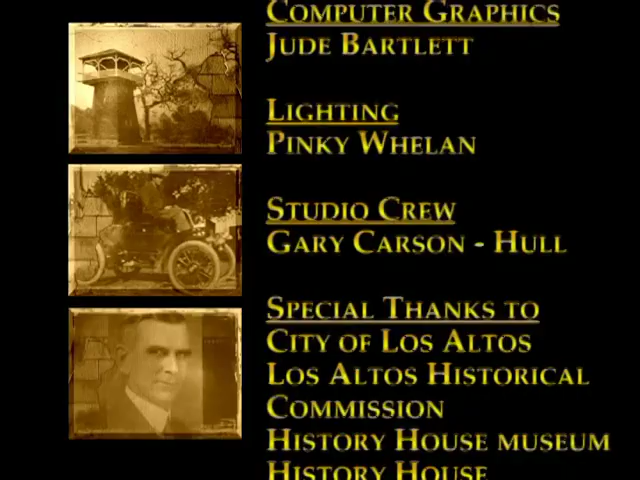 Computer Graphics
Jude Bartlett
Lighting
Pinky Whelan
Studio Crew
Gary Carson - Hull
Special Thanks to
City of Los Altos
Los Altos Historical
Commission
History House museum
History House